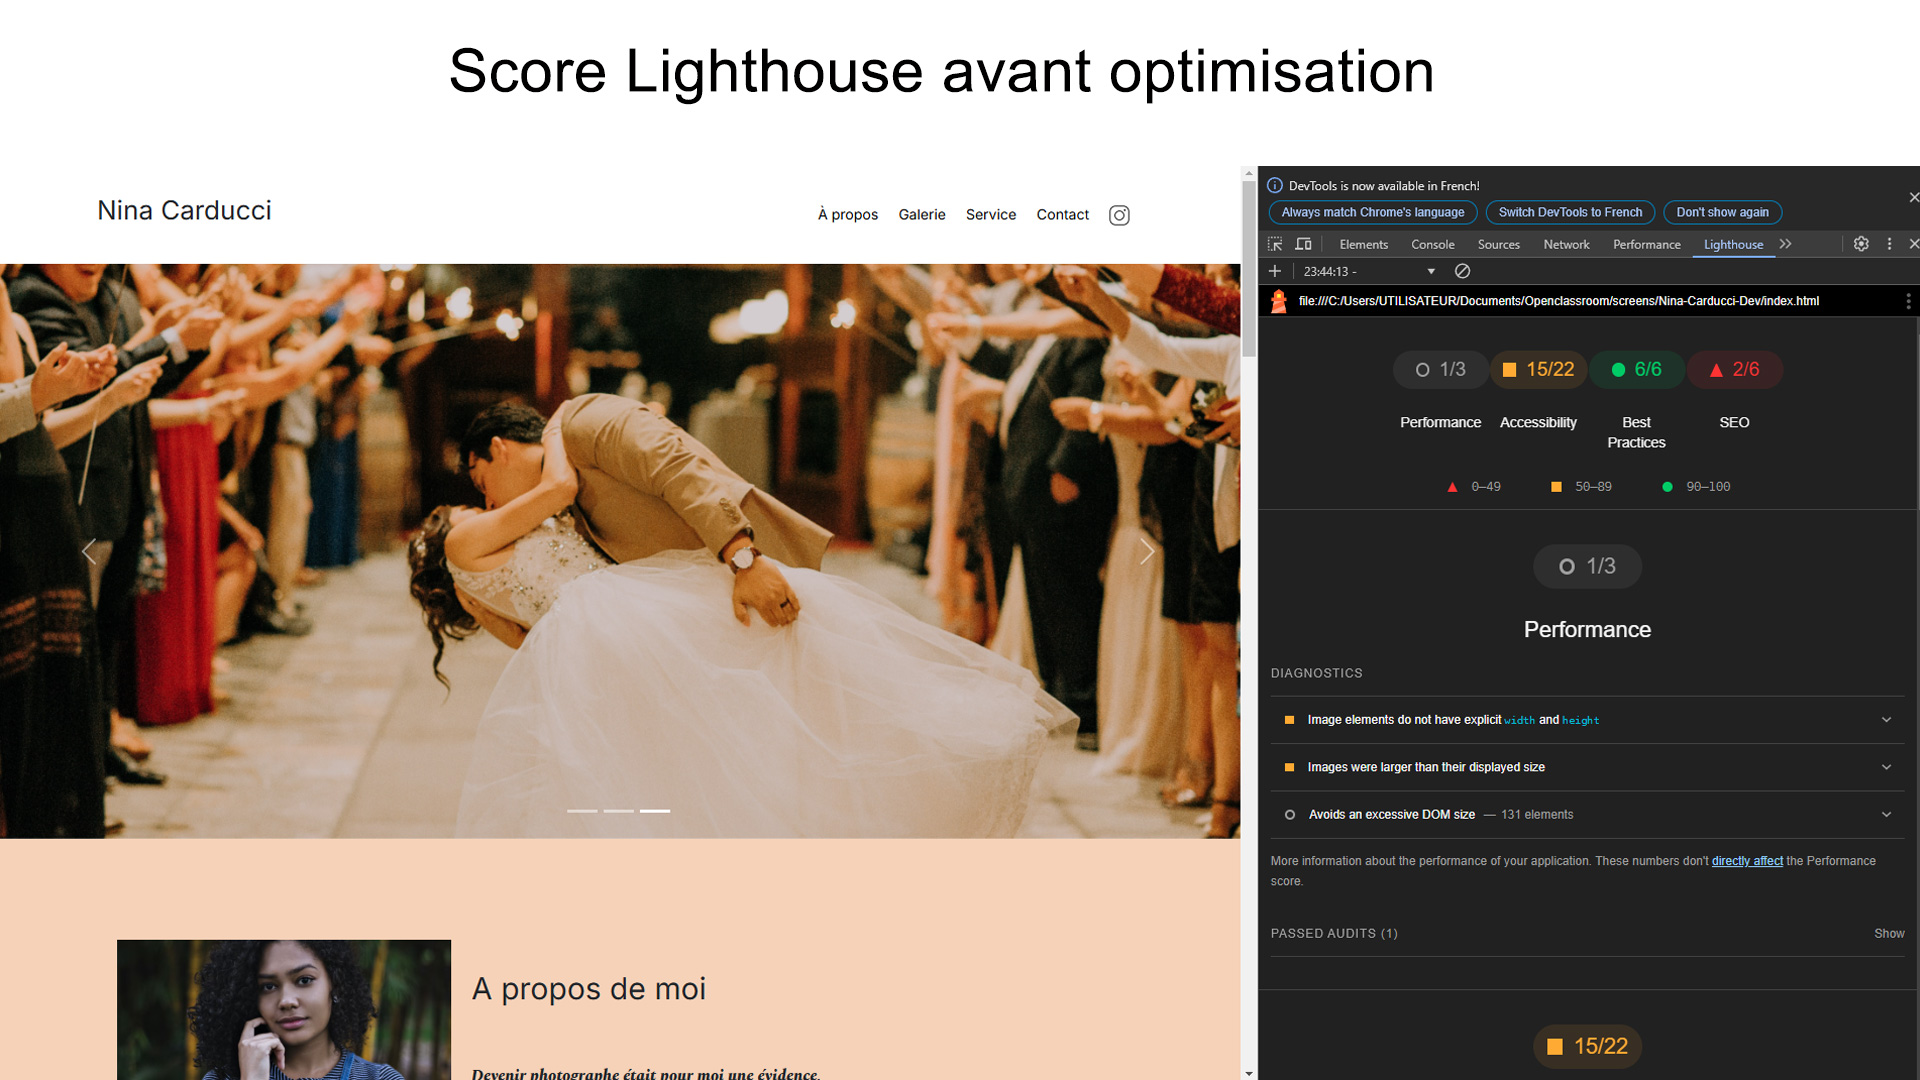 Score Lighthouse avant optimisation
Nina Carducci
À propos Galerie Service Contact
A propos de moi
Devenir photographe était pour moi une évidence.
DevTools is now available in French!
Always match Chrome's language Switch DevTools to French Don't show again
Elements Console Sources Network Performance Lighthouse
23:44:13 -
file:///C:/Users/UTILISATEUR/Documents/Openclassroom/screens/Nina-Carducci-Dev/index.html
1/3 15/22 6/6 2/6
Performance Accessibility Best Practices SEO
0–49 50–89 90–100
1/3
Performance
DIAGNOSTICS
Image elements do not have explicit width and height
Images were larger than their displayed size
Avoids an excessive DOM size — 131 elements
More information about the performance of your application. These numbers don't directly affect the Performance
score.
PASSED AUDITS (1) Show
15/22